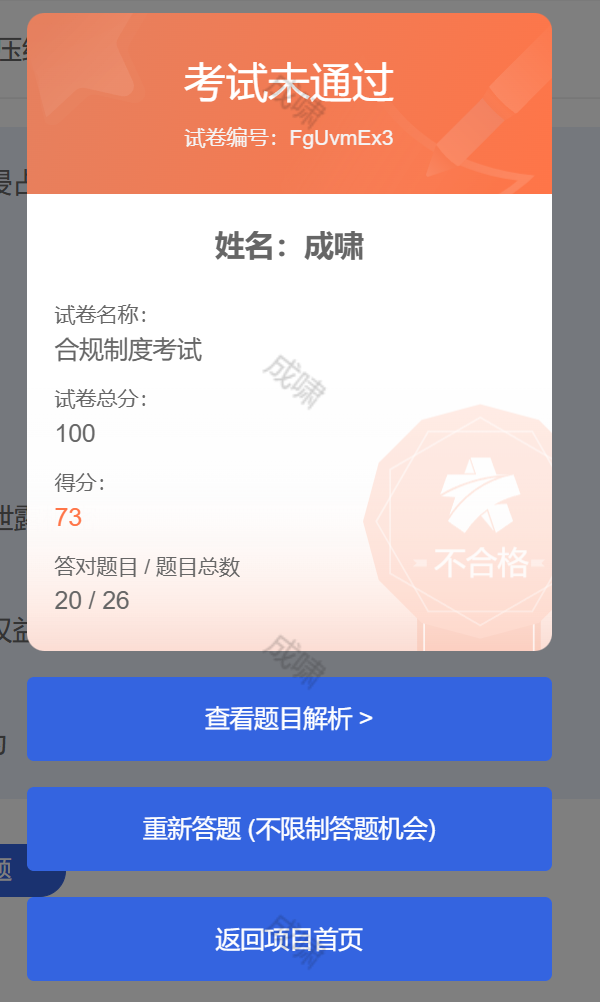 考试未通过
试卷编号：FgUvmEx3
姓名：成啸
试卷名称：
合规制度考试
试卷总分：
100
得分：
73
答对题目 / 题目总数
20 / 26
不合格
查看题目解析 >
重新答题 (不限制答题机会)
返回项目首页
成啸
成啸
成啸
成啸
题